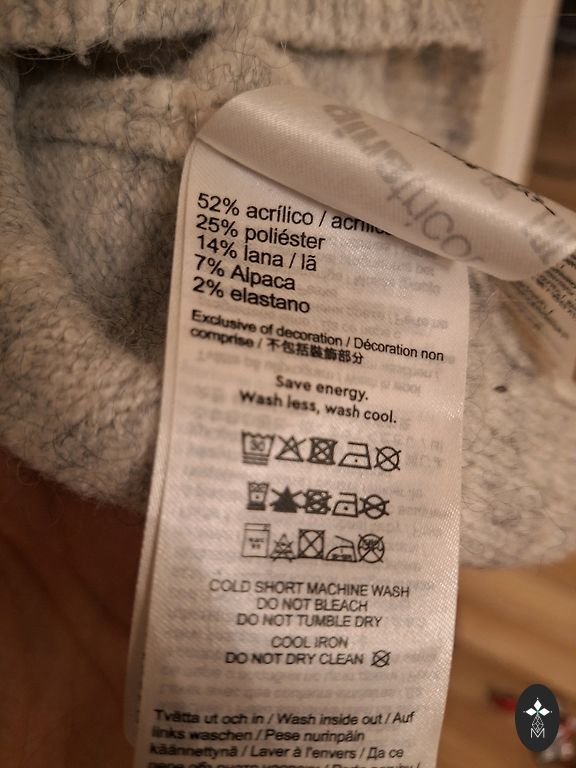 52% acrílico /
25% poliéster
14% lana / lã
7% Alpaca
2% elastano
Exclusive of decoration / Décoration non
comprise / 不包括裝飾部分
Save energy.
Wash less, wash cool.
30
COLD SHORT MACHINE WASH
DO NOT BLEACH
DO NOT TUMBLE DRY
COOL IRON
DO NOT DRY CLEAN
Tvätta ut och in / Wash inside out / Auf
links waschen / Pese nurinpäin
käännettynä / Laver à l'envers / Да се
M